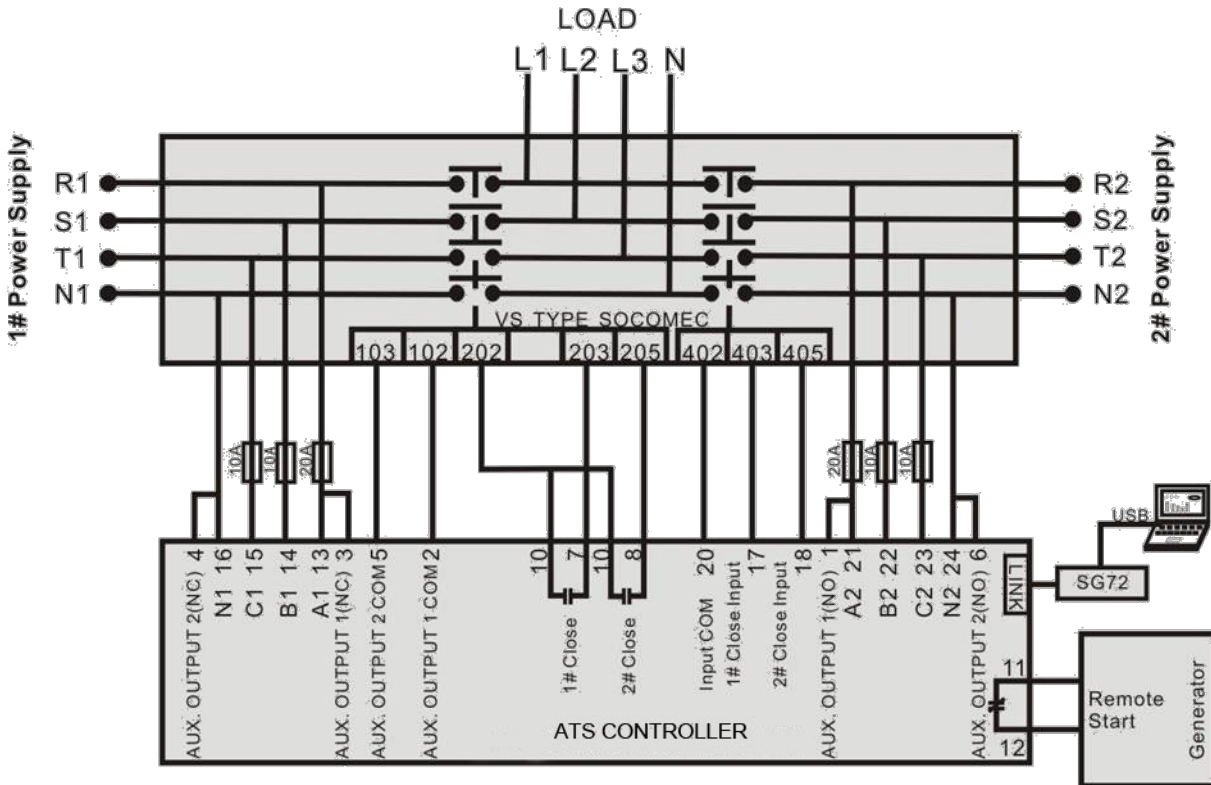 LOAD
L1 L2 L3 N
1# Power Supply
R1
S1
T1
N1
R2
S2
T2
N2
2# Power Supply
VS TYPE SOCOMEC
103 102 202 203 205 402 403 405
10A 10A 20A
20A 10A 10A
USB
SG72
LINK
AUX. OUTPUT 2(NC) 4
N1 16
C1 15
B1 14
A1 13
AUX. OUTPUT 1(NC) 3
AUX. OUTPUT 2 COM 5
AUX. OUTPUT 1 COM 2
10
7
1# Close
10
8
2# Close
Input COM 20
1# Close Input 17
2# Close Input 18
AUX. OUTPUT 1(NO) 1
A2 21
B2 22
C2 23
N2 24
AUX. OUTPUT 2(NO) 6
11
12
Remote
Start
Generator
ATS CONTROLLER